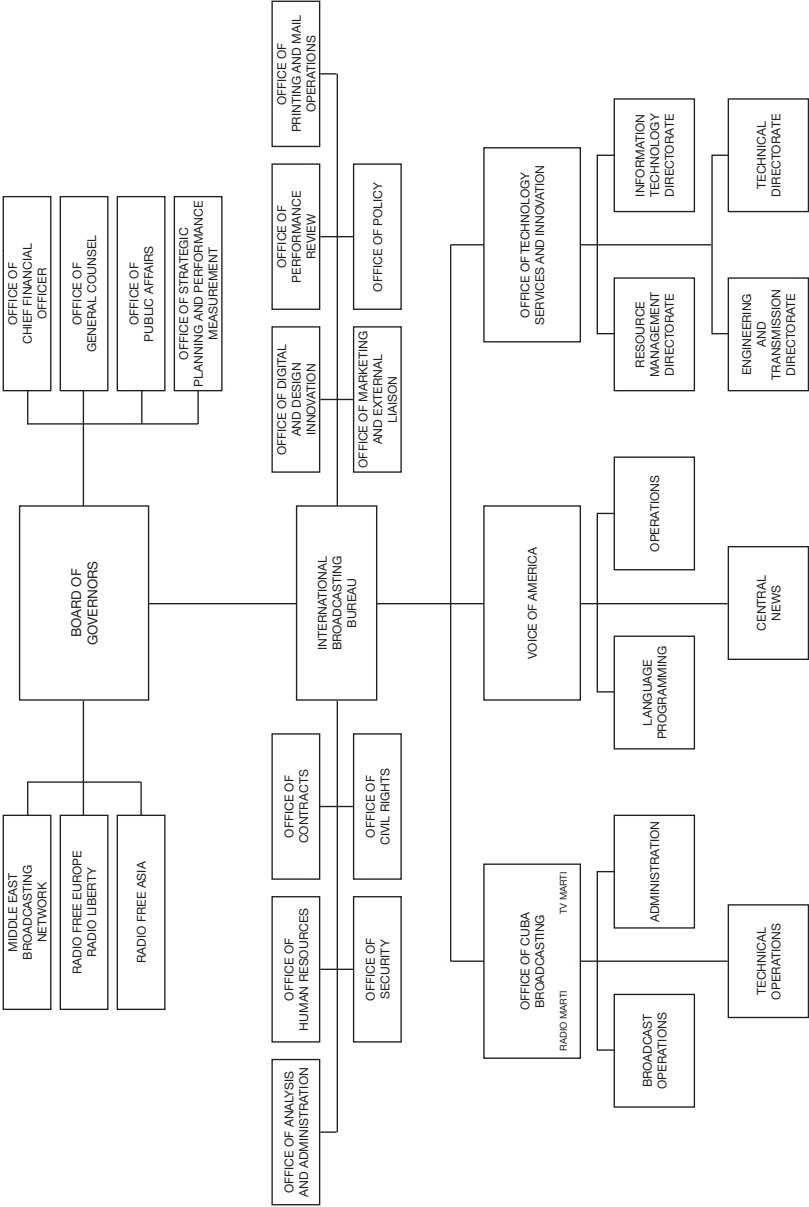 BOARD OF
GOVERNORS
MIDDLE EAST
BROADCASTING
NETWORK
RADIO FREE EUROPE
RADIO LIBERTY
RADIO FREE ASIA
OFFICE OF
CHIEF FINANCIAL
OFFICER
OFFICE OF
GENERAL COUNSEL
OFFICE OF
PUBLIC AFFAIRS
OFFICE OF STRATEGIC
PLANNING AND PERFORMANCE
MEASUREMENT
OFFICE OF ANALYSIS
AND ADMINISTRATION
OFFICE OF
HUMAN RESOURCES
OFFICE OF
CONTRACTS
OFFICE OF
SECURITY
OFFICE OF
CIVIL RIGHTS
INTERNATIONAL
BROADCASTING
BUREAU
OFFICE OF DIGITAL
AND DESIGN
INNOVATION
OFFICE OF
PERFORMANCE
REVIEW
OFFICE OF
PRINTING AND MAIL
OPERATIONS
OFFICE OF MARKETING
AND EXTERNAL
LIAISON
OFFICE OF POLICY
OFFICE OF CUBA
BROADCASTING
RADIO MARTI
TV MARTI
BROADCAST
OPERATIONS
ADMINISTRATION
TECHNICAL
OPERATIONS
VOICE OF AMERICA
LANGUAGE
PROGRAMMING
OPERATIONS
CENTRAL
NEWS
OFFICE OF TECHNOLOGY
SERVICES AND INNOVATION
RESOURCE
MANAGEMENT
DIRECTORATE
INFORMATION
TECHNOLOGY
DIRECTORATE
ENGINEERING
AND
TRANSMISSION
DIRECTORATE
TECHNICAL
DIRECTORATE